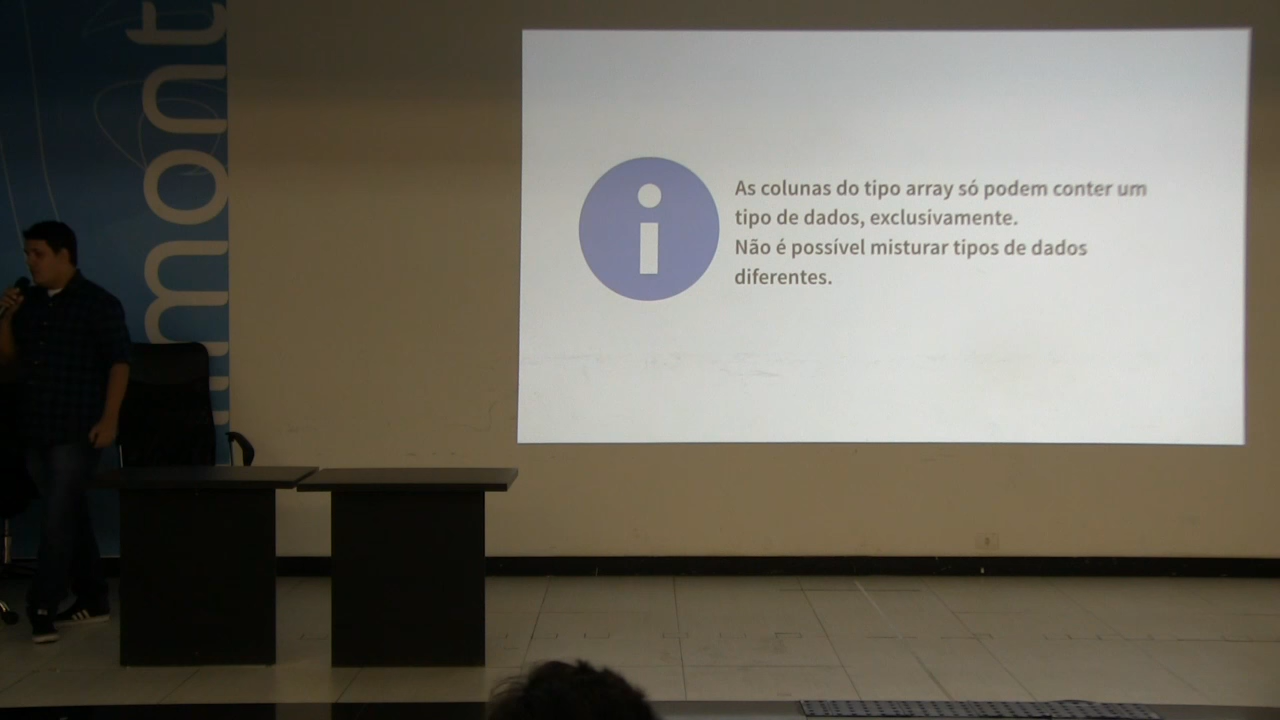 As colunas do tipo array só podem conter um
tipo de dados, exclusivamente.
Não é possível misturar tipos de dados
diferentes.
mont